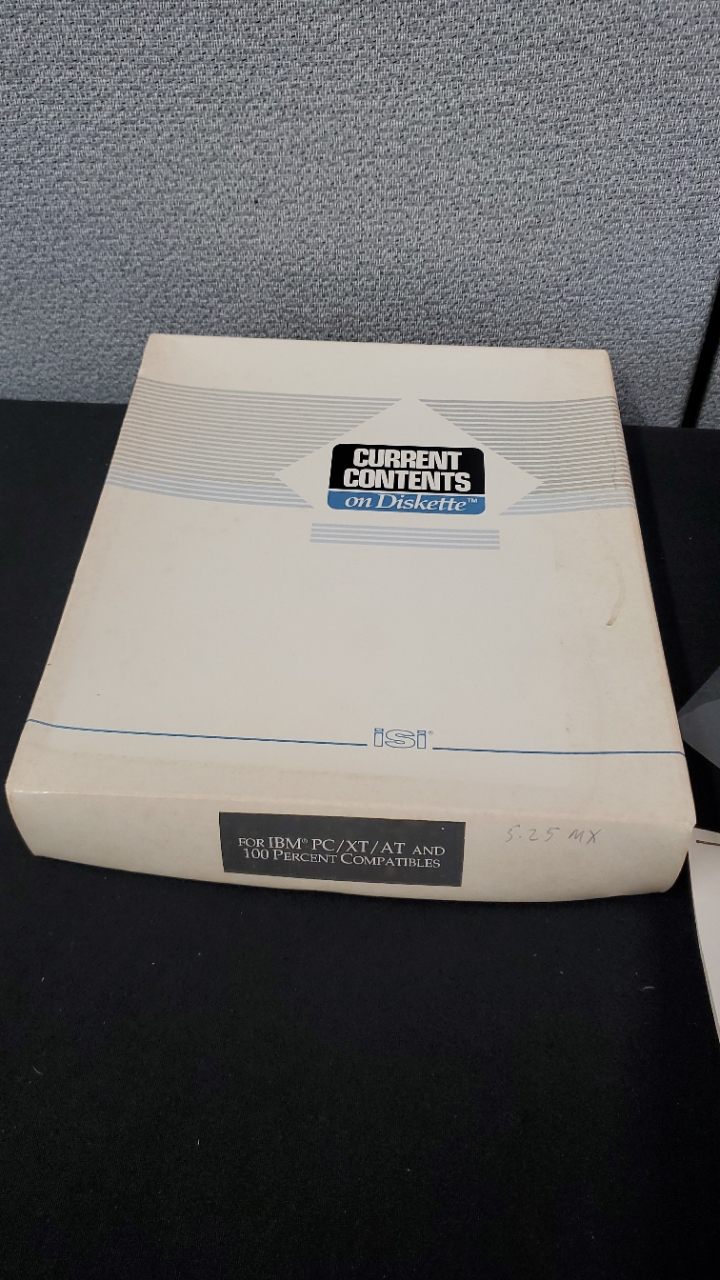 CURRENT
CONTENTS
on Diskette™
isi®
FOR IBM® PC/XT/AT AND
100 PERCENT COMPATIBLES
5.25 MX